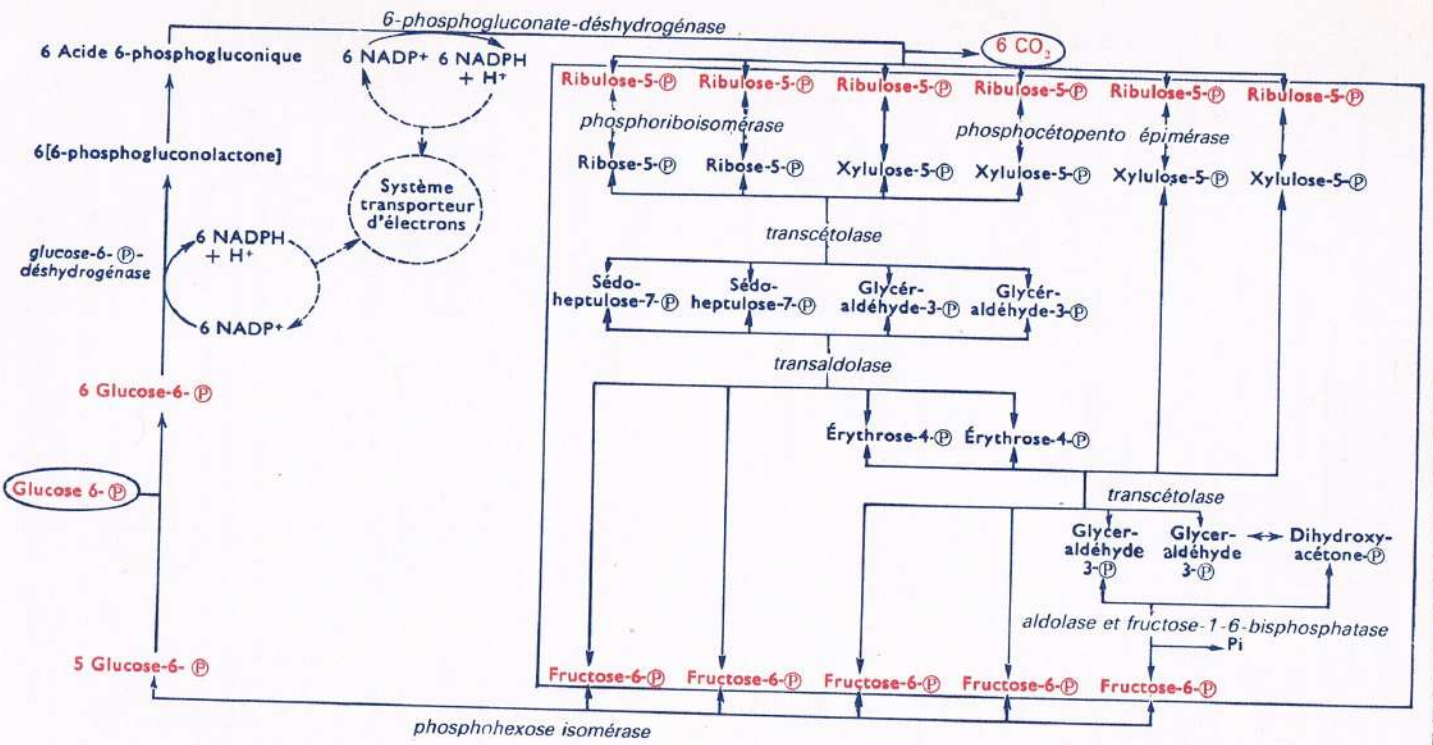 6-phosphogluconate-déshydrogénase
6 Acide 6-phosphogluconique
6 NADP+ 6 NADPH
+ H+
6 CO2
Ribulose-5-Ⓟ Ribulose-5-Ⓟ Ribulose-5-Ⓟ Ribulose-5-Ⓟ Ribulose-5-Ⓟ Ribulose-5-Ⓟ
phosphoriboisomérase
phosphocétopento épimérase
6[6-phosphogluconolactone]
Ribose-5-Ⓟ Ribose-5-Ⓟ Xylulose-5-Ⓟ Xylulose-5-Ⓟ Xylulose-5-Ⓟ Xylulose-5-Ⓟ
Système
transporteur
d'électrons
transcétolase
glucose-6-Ⓟ-
déshydrogénase
6 NADPH
+ H+
6 NADP+
Sédo-
heptulose-7-Ⓟ
Sédo-
heptulose-7-Ⓟ
Glycér-
aldéhyde-3-Ⓟ
Glycér-
aldéhyde-3-Ⓟ
transaldolase
6 Glucose-6-Ⓟ
Érythrose-4-Ⓟ Érythrose-4-Ⓟ
Glucose 6-Ⓟ
transcétolase
Glycer-
aldéhyde
3-Ⓟ
Glycer-
aldéhyde
3-Ⓟ
Dihydroxy-
acétone-Ⓟ
aldolase et fructose-1-6-bisphosphatase
Pi
5 Glucose-6-Ⓟ
Fructose-6-Ⓟ Fructose-6-Ⓟ Fructose-6-Ⓟ Fructose-6-Ⓟ Fructose-6-Ⓟ
phosphohexose isomérase